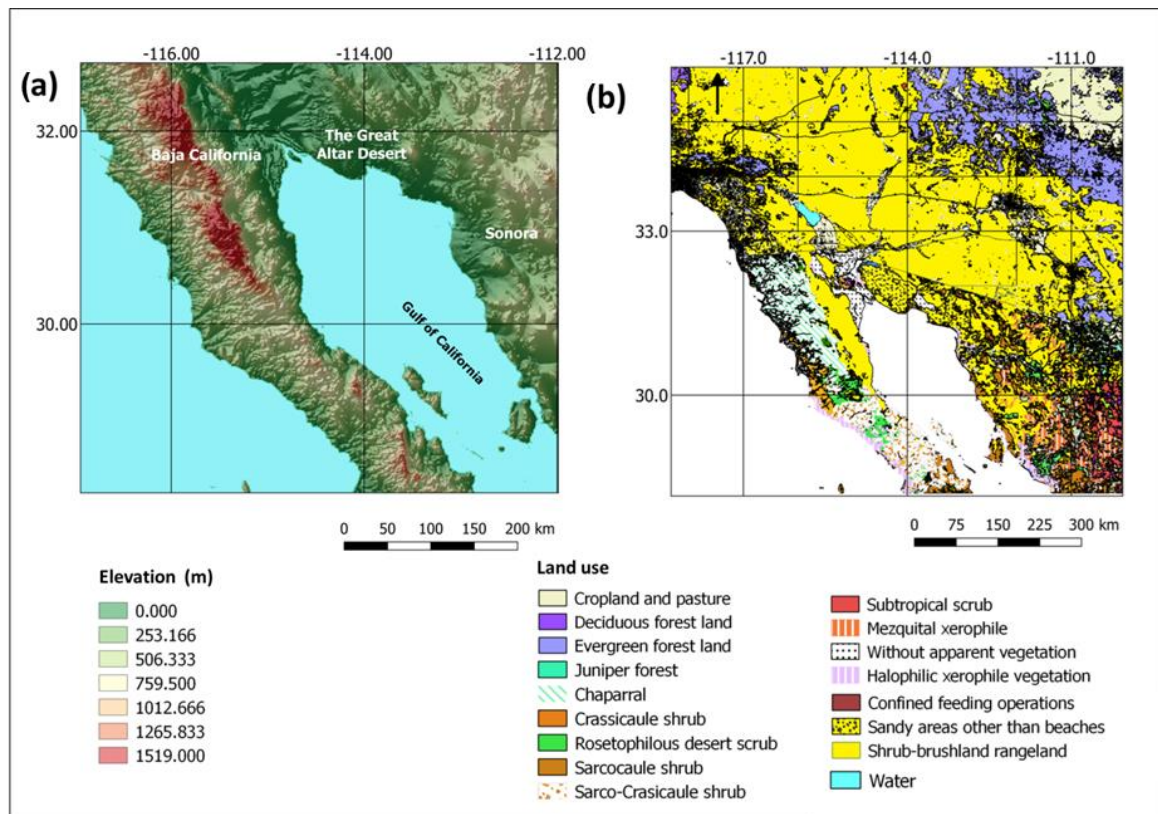 -116.00
-114.00
-112.00
(a)
32.00
30.00
Baja California
The Great
Altar Desert
Sonora
Gulf of California
0 50 100 150 200 km
-117.0
-114.0
-111.0
(b)
33.0
30.0
0 75 150 225 300 km
Elevation (m)
0.000
253.166
506.333
759.500
1012.666
1265.833
1519.000
Land use
Cropland and pasture
Deciduous forest land
Evergreen forest land
Juniper forest
Chaparral
Crassicaule shrub
Rosetophilous desert scrub
Sarcocaule shrub
Sarco-Crasicaule shrub
Subtropical scrub
Mezquital xerophile
Without apparent vegetation
Halophilic xerophile vegetation
Confined feeding operations
Sandy areas other than beaches
Shrub-brushland rangeland
Water